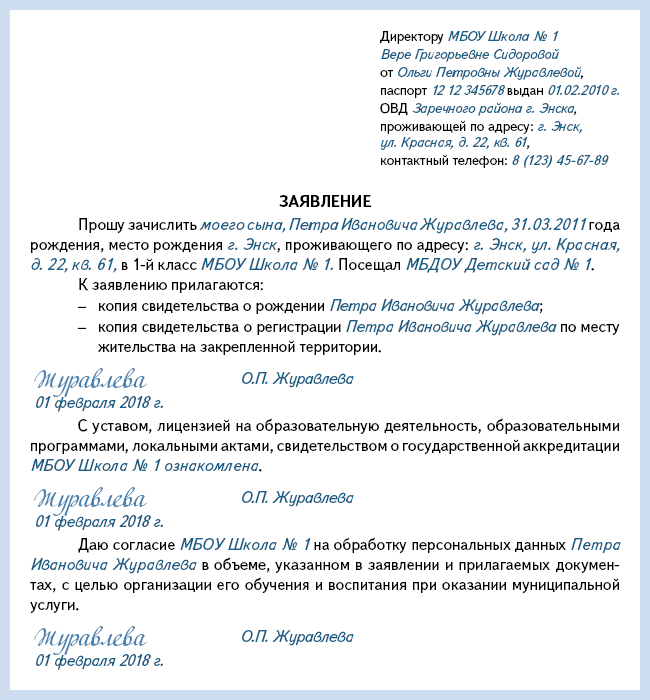 Директору МБОУ Школа № 1
Вере Григорьевне Сидоровой
от Ольги Петровны Журавлевой,
паспорт 12 12 345678 выдан 01.02.2010 г.
ОВД Заречного района г. Энска,
проживающей по адресу: г. Энск,
ул. Красная, д. 22, кв. 61,
контактный телефон: 8 (123) 45-67-89
ЗАЯВЛЕНИЕ
Прошу зачислить моего сына, Петра Ивановича Журавлева, 31.03.2011 года
рождения, место рождения г. Энск, проживающего по адресу: г. Энск, ул. Красная,
д. 22, кв. 61, в 1-й класс МБОУ Школа № 1. Посещал МБДОУ Детский сад № 1.
К заявлению прилагаются:
– копия свидетельства о рождении Петра Ивановича Журавлева;
– копия свидетельства о регистрации Петра Ивановича Журавлева по месту
жительства на закрепленной территории.
Журавлева О.П. Журавлева
01 февраля 2018 г.
С уставом, лицензией на образовательную деятельность, образовательными
программами, локальными актами, свидетельством о государственной аккредитации
МБОУ Школа № 1 ознакомлена.
Журавлева О.П. Журавлева
01 февраля 2018 г.
Даю согласие МБОУ Школа № 1 на обработку персональных данных Петра
Ивановича Журавлева в объеме, указанном в заявлении и прилагаемых докумен-
тах, с целью организации его обучения и воспитания при оказании муниципальной
услуги.
Журавлева О.П. Журавлева
01 февраля 2018 г.